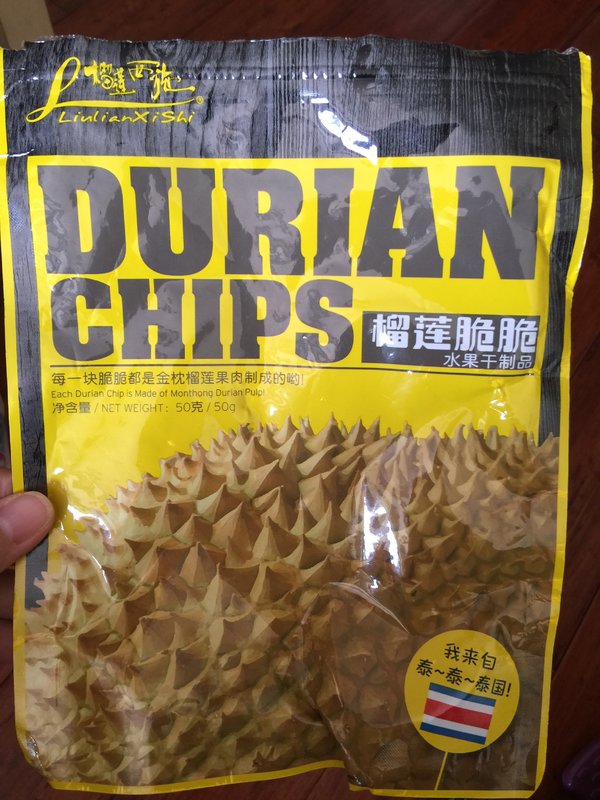 榴莲西施
LiulianXiShi®
DURIAN
CHIPS
榴莲脆脆
水果干制品
每一块脆脆都是金枕榴莲果肉制成的哟!
Each Durian Chip is Made of Monthong Durian Pulp!
净含量/NET WEIGHT: 50克/50g
我来自
泰~泰~泰国!